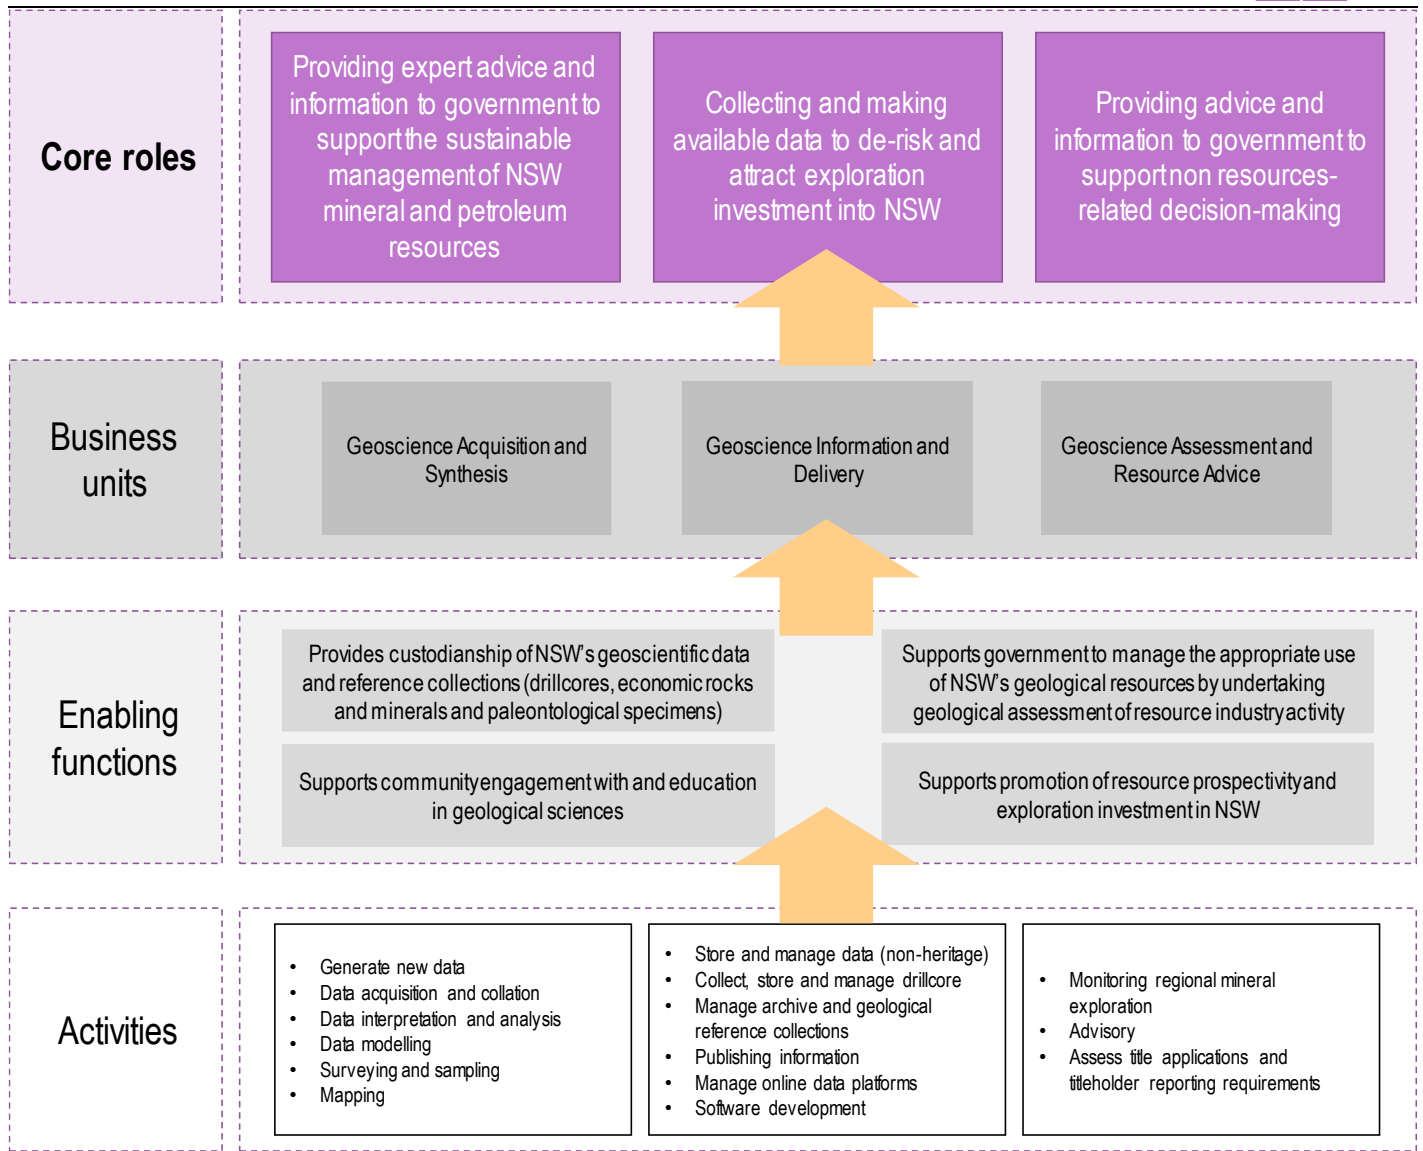 Core roles
Providing expert advice and
information to government to
support the sustainable
management of NSW
mineral and petroleum
resources
Collecting and making
available data to de-risk and
attract exploration
investment into NSW
Providing advice and
information to government to
support non resources-
related decision-making
Business
units
Geoscience Acquisition and
Synthesis
Geoscience Information and
Delivery
Geoscience Assessment and
Resource Advice
Enabling
functions
Provides custodianship of NSW's geoscientific data
and reference collections (drillcores, economic rocks
and minerals and paleontological specimens)
Supports government to manage the appropriate use
of NSW's geological resources by undertaking
geological assessment of resource industry activity
Supports community engagement with and education
in geological sciences
Supports promotion of resource prospectivity and
exploration investment in NSW
Activities
• Generate new data
• Data acquisition and collation
• Data interpretation and analysis
• Data modelling
• Surveying and sampling
• Mapping
• Store and manage data (non-heritage)
• Collect, store and manage drillcore
• Manage archive and geological
reference collections
• Publishing information
• Manage online data platforms
• Software development
• Monitoring regional mineral
exploration
• Advisory
• Assess title applications and
titleholder reporting requirements